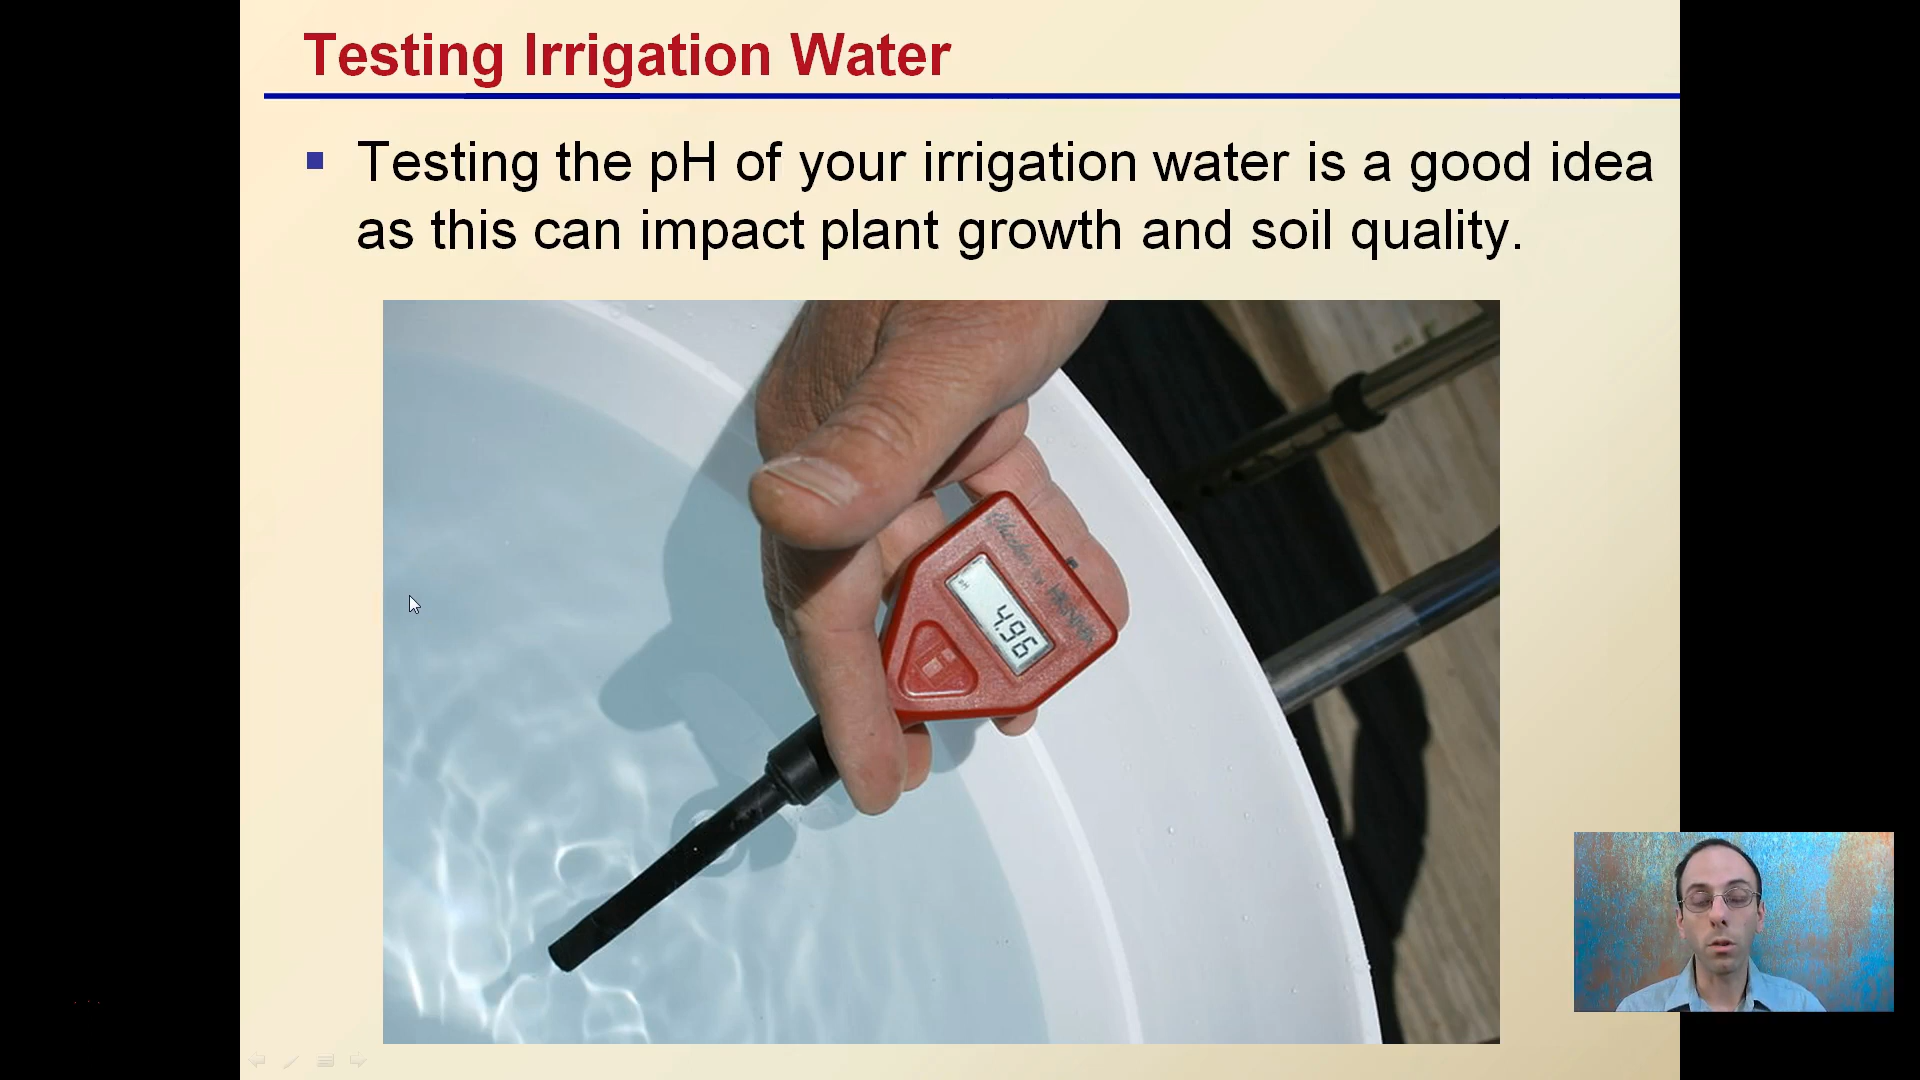 Testing Irrigation Water
Testing the pH of your irrigation water is a good idea
as this can impact plant growth and soil quality.
pH
4.96